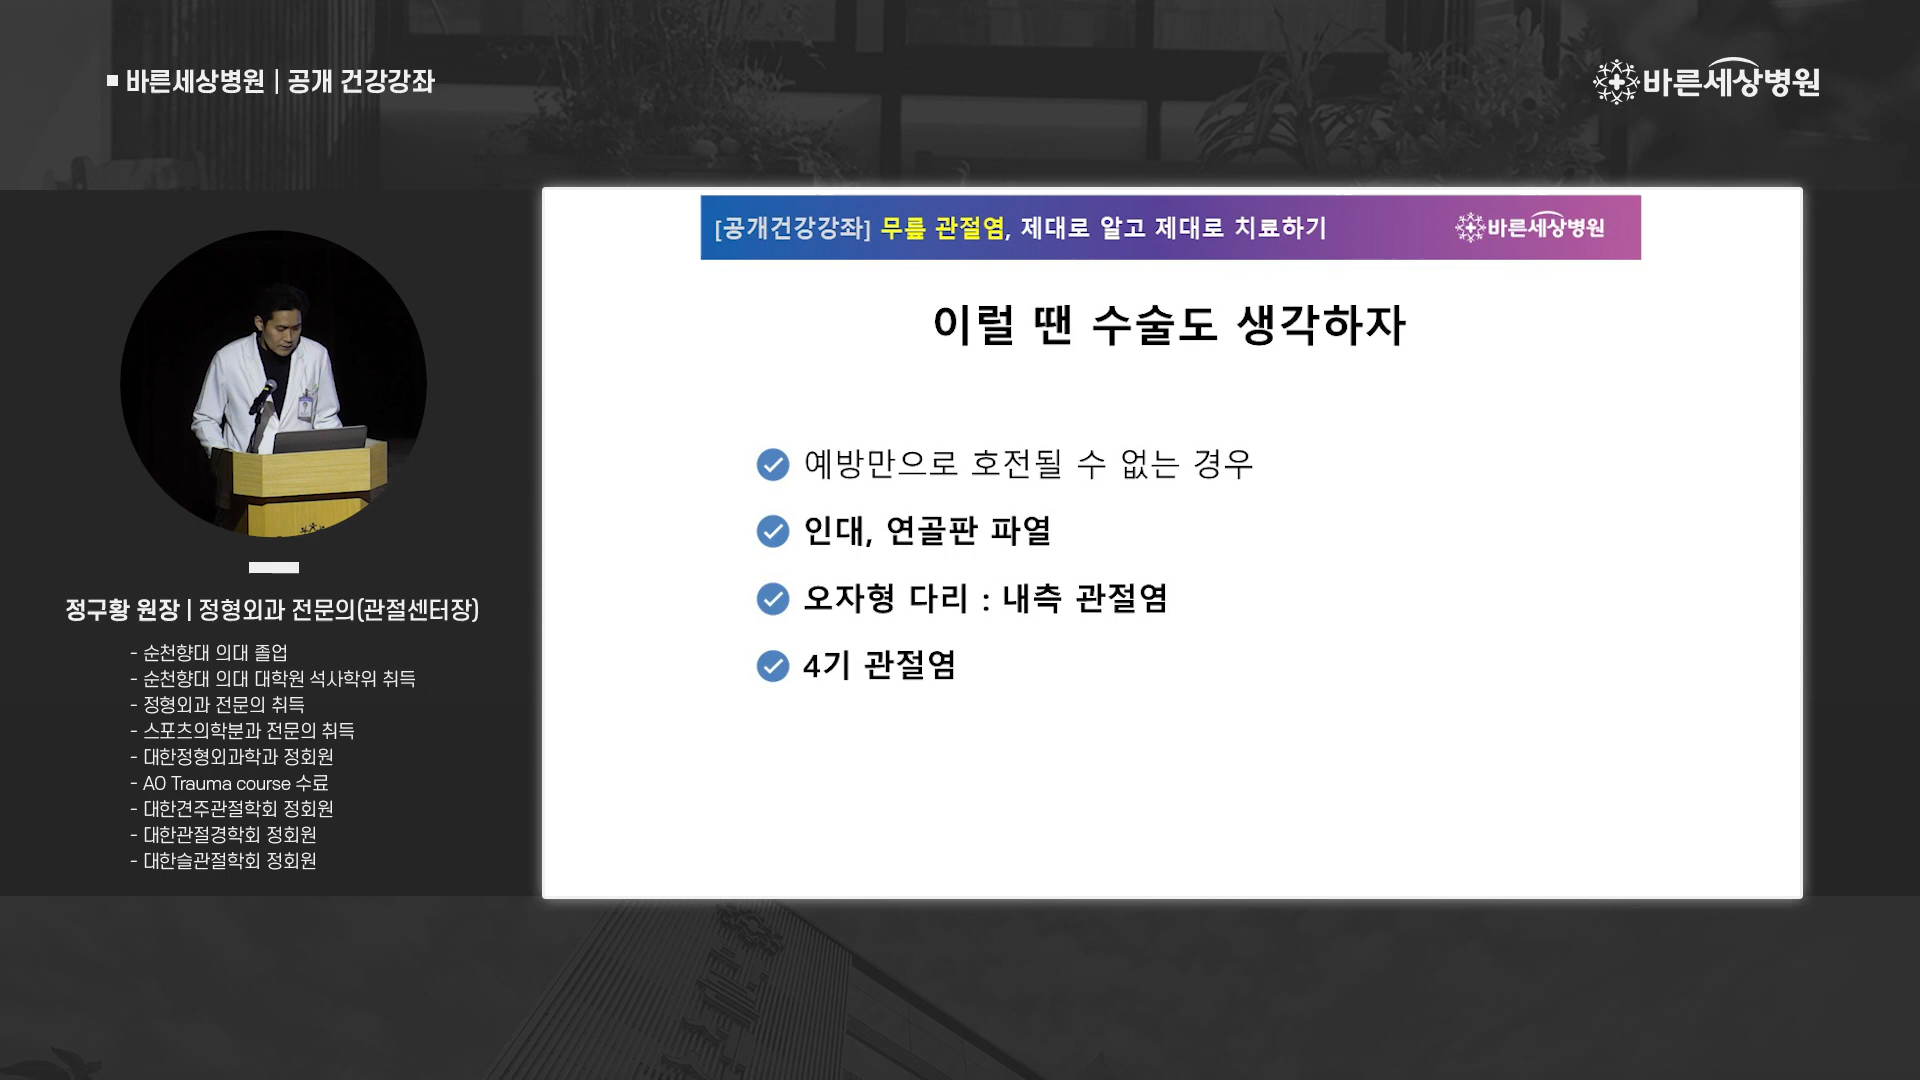 바른세상병원 | 공개 건강강좌
바른세상병원
[공개건강강좌] 무릎 관절염, 제대로 알고 제대로 치료하기
바른세상병원
이럴 땐 수술도 생각하자
예방만으로 호전될 수 없는 경우
인대, 연골판 파열
오자형 다리 : 내측 관절염
4기 관절염
정구황 원장 | 정형외과 전문의(관절센터장)
- 순천향대 의대 졸업
- 순천향대 의대 대학원 석사학위 취득
- 정형외과 전문의 취득
- 스포츠의학분과 전문의 취득
- 대한정형외과학과 정회원
- AO Trauma course 수료
- 대한견주관절학회 정회원
- 대한관절경학회 정회원
- 대한슬관절학회 정회원